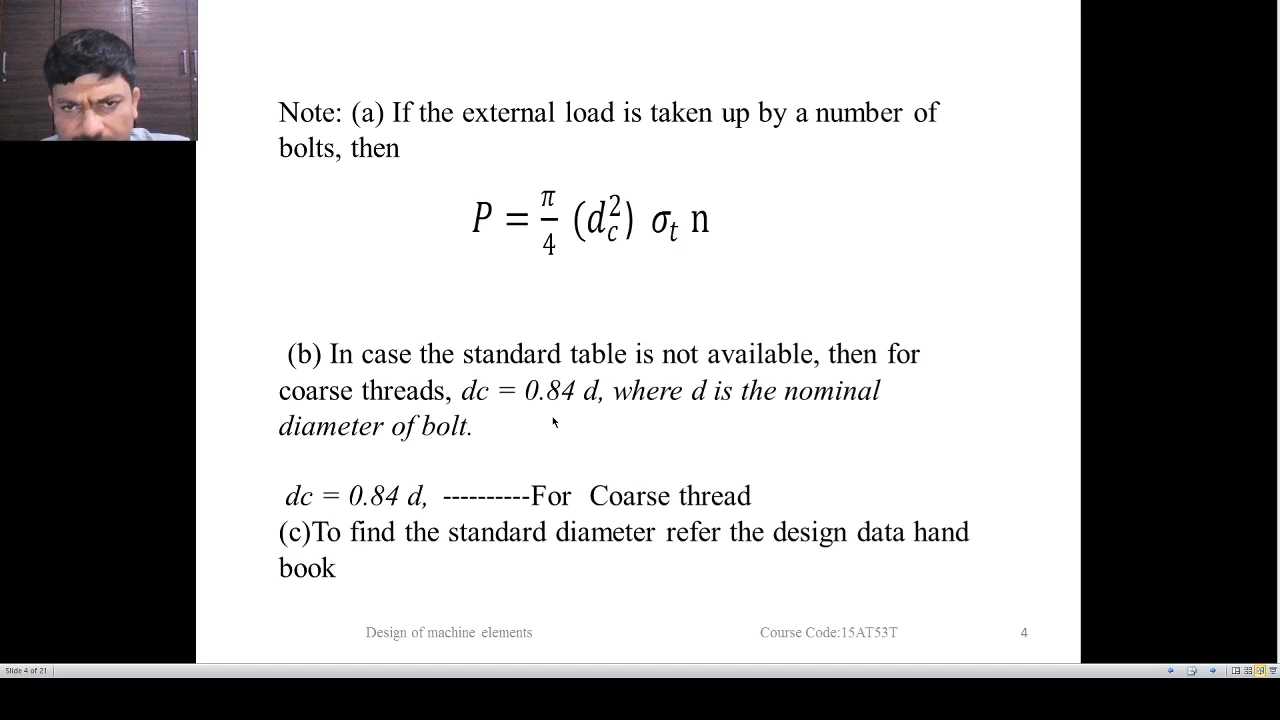 Note: (a) If the external load is taken up by a number of
bolts, then
P = π/4 (d_c^2) σ_t n
(b) In case the standard table is not available, then for
coarse threads, dc = 0.84 d, where d is the nominal
diameter of bolt.
dc = 0.84 d, ----------For Coarse thread
(c)To find the standard diameter refer the design data hand
book
Design of machine elements Course Code:15AT53T 4
Slide 4 of 21